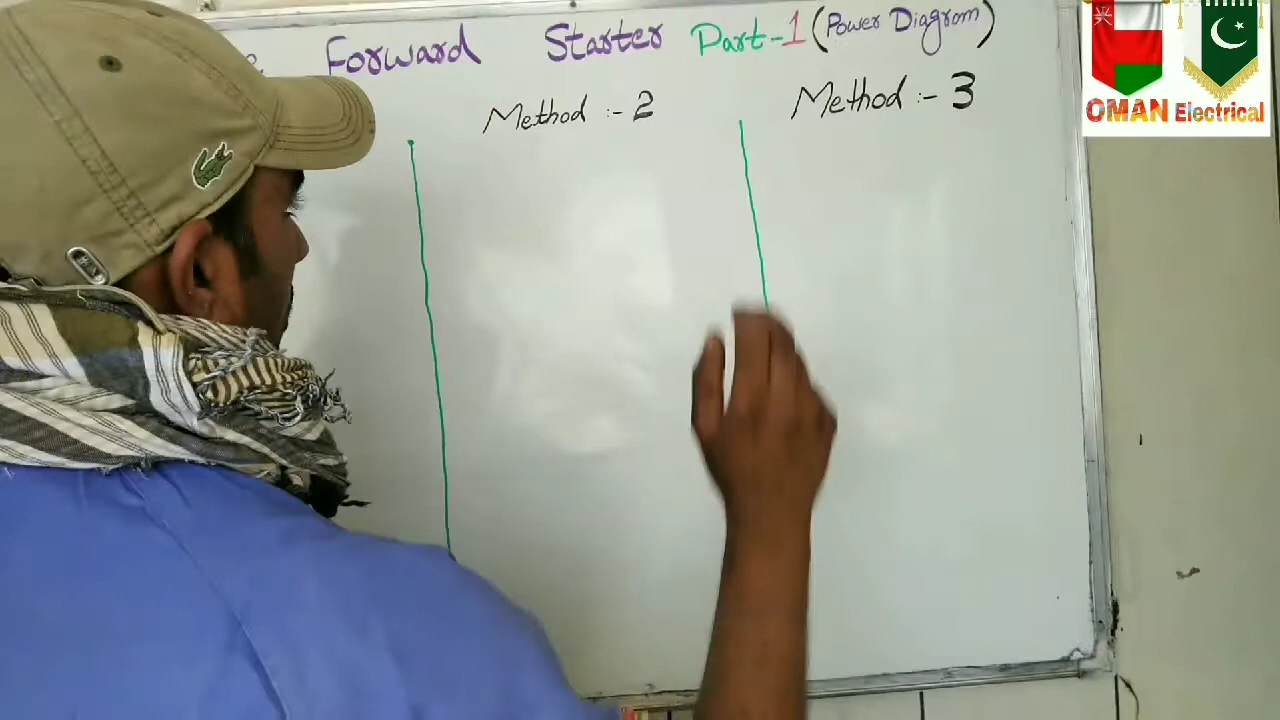 Forward Starter Part-1 (Power Diagram)
Method :- 2
Method :- 3
OMAN Electrical